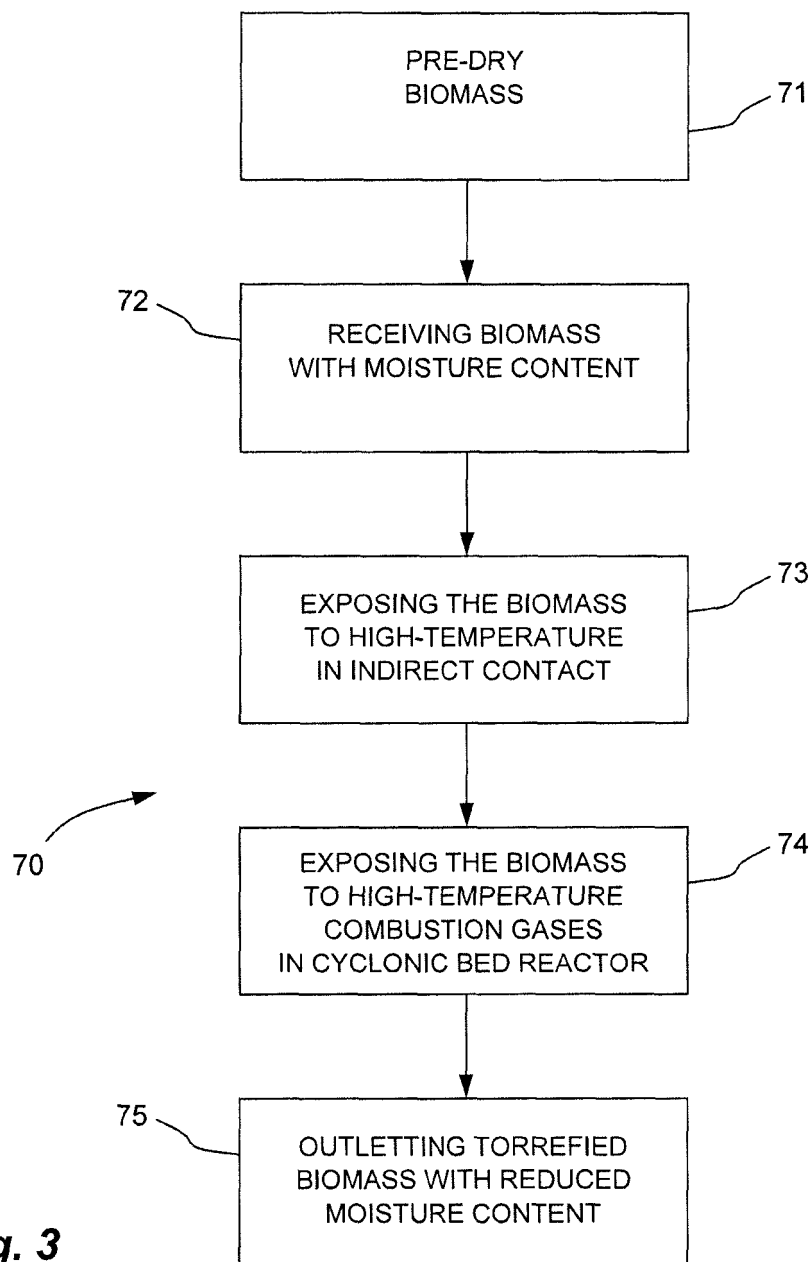 PRE-DRY
BIOMASS
71
72
RECEIVING BIOMASS
WITH MOISTURE CONTENT
73
EXPOSING THE BIOMASS
TO HIGH-TEMPERATURE
IN INDIRECT CONTACT
70
74
EXPOSING THE BIOMASS
TO HIGH-TEMPERATURE
COMBUSTION GASES
IN CYCLONIC BED REACTOR
75
OUTLETTING TORREFIED
BIOMASS WITH REDUCED
MOISTURE CONTENT
g. 3